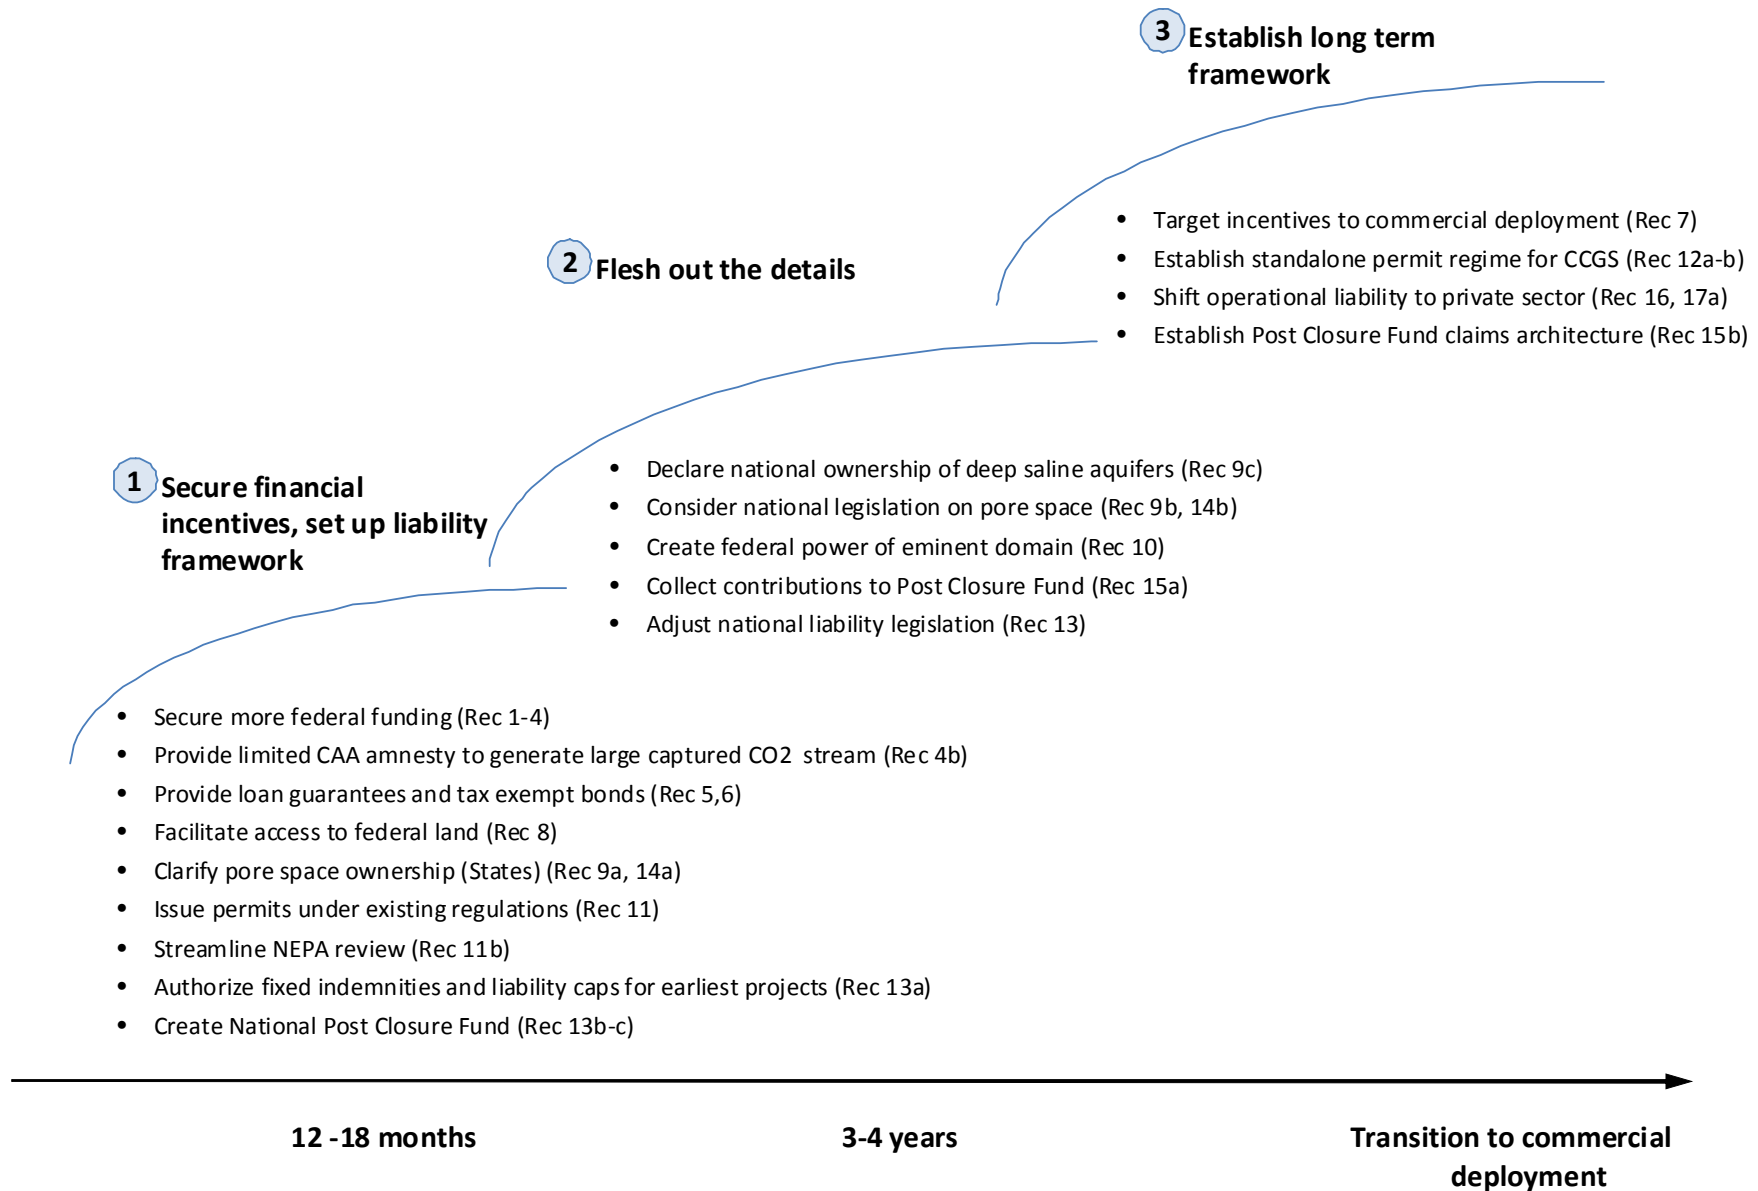 3 Establish long term
framework
• Target incentives to commercial deployment (Rec 7)
• Establish standalone permit regime for CCGS (Rec 12a-b)
• Shift operational liability to private sector (Rec 16, 17a)
• Establish Post Closure Fund claims architecture (Rec 15b)
2 Flesh out the details
• Declare national ownership of deep saline aquifers (Rec 9c)
• Consider national legislation on pore space (Rec 9b, 14b)
• Create federal power of eminent domain (Rec 10)
• Collect contributions to Post Closure Fund (Rec 15a)
• Adjust national liability legislation (Rec 13)
1 Secure financial
incentives, set up liability
framework
• Secure more federal funding (Rec 1-4)
• Provide limited CAA amnesty to generate large captured CO2 stream (Rec 4b)
• Provide loan guarantees and tax exempt bonds (Rec 5,6)
• Facilitate access to federal land (Rec 8)
• Clarify pore space ownership (States) (Rec 9a, 14a)
• Issue permits under existing regulations (Rec 11)
• Streamline NEPA review (Rec 11b)
• Authorize fixed indemnities and liability caps for earliest projects (Rec 13a)
• Create National Post Closure Fund (Rec 13b-c)
12 -18 months
3-4 years
Transition to commercial
deployment